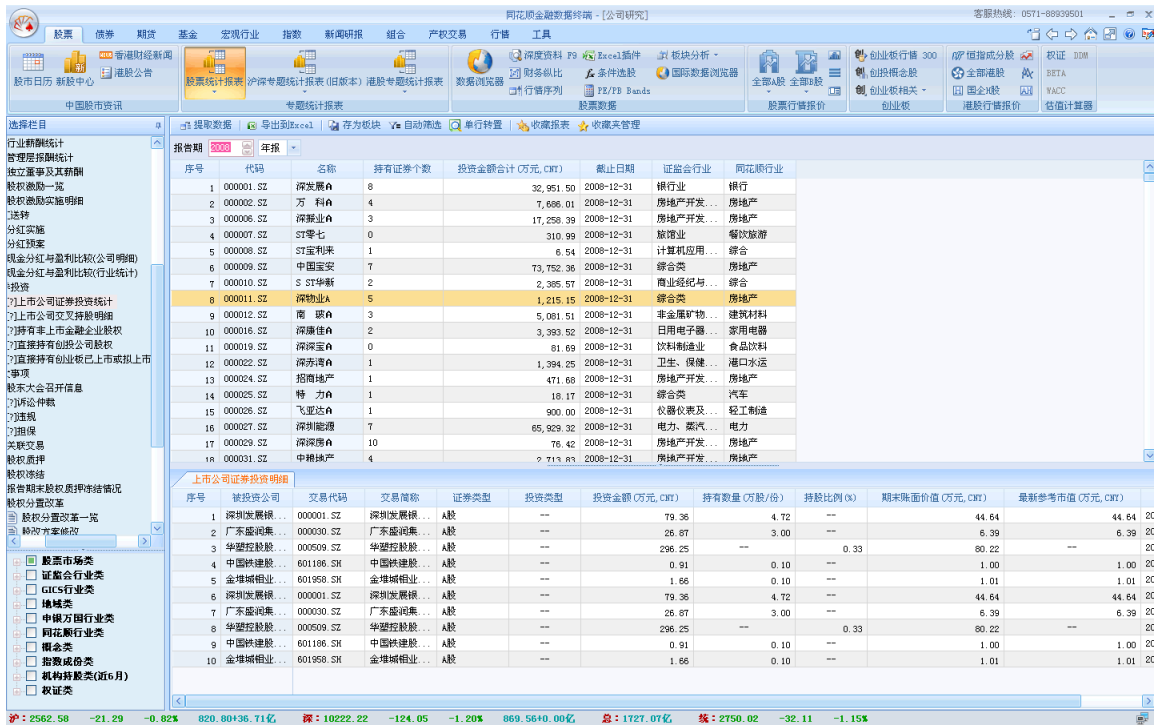 同花顺金融数据终端 - [公司研究]
客服热线: 0571-88939501
股票 债券 期货 基金 宏观行业 指数 新闻研报 组合 产权交易 行情 工具
股市日历 新股中心 香港财经新闻 港股公告
中国股市资讯
股票统计报表 沪深专题统计报表(旧版本) 港股专题统计报表
专题统计报表
数据浏览器 深度资料 F9 Excel插件 板块分析
财务纵比 条件选股 国际数据浏览器
行情序列 PE/PB Bands
股票数据
全部A股 全部B股
股票行情报价
创业板行情 300
创投概念股
创业板相关
创业板
恒指成分股
全部港股
国企H股
港股行情报价
权证 DDM
BETA
WACC
估值计算器
选择栏目
行业薪酬统计
管理层报酬统计
独立董事及其薪酬
股权激励一览
股权激励实施明细
送转
分红实施
分红预案
现金分红与盈利比较(公司明细)
现金分红与盈利比较(行业统计)
投资
[?]上市公司证券投资统计
[?]上市公司交叉持股明细
[?]持有非上市金融企业股权
[?]直接持有创投公司股权
[?]直接持有创业板已上市或拟上市
事项
股东大会召开信息
[?]诉讼仲裁
[?]违规
[?]担保
关联交易
股权质押
股权冻结
报告期末股权质押冻结情况
股权分置改革
股权分置改革一览
股改方案修改
股票市场类
证监会行业类
GICS行业类
地域类
申银万国行业类
同花顺行业类
概念类
指数成份类
机构持股类(近6月)
权证类
提取数据 导出到Excel 存为板块 自动筛选 单行转置 收藏报表 收藏夹管理
报告期 2008 年报
序号 代码 名称 持有证券个数 投资金额合计(万元,CNY) 截止日期 证监会行业 同花顺行业
1 000001.SZ 深发展A 8 32,951.50 2008-12-31 银行业 银行
2 000002.SZ 万 科A 4 7,686.01 2008-12-31 房地产开发... 房地产
3 000006.SZ 深振业A 3 17,258.39 2008-12-31 房地产开发... 房地产
4 000007.SZ ST零七 0 310.99 2008-12-31 旅馆业 餐饮旅游
5 000008.SZ ST宝利来 1 6.54 2008-12-31 计算机应用... 综合
6 000009.SZ 中国宝安 7 73,752.36 2008-12-31 综合类 房地产
7 000010.SZ S ST华新 2 2,385.57 2008-12-31 商业经纪与... 综合
8 000011.SZ 深物业A 5 1,215.15 2008-12-31 综合类 房地产
9 000012.SZ 南 玻A 3 5,081.51 2008-12-31 非金属矿物... 建筑材料
10 000016.SZ 深康佳A 2 3,393.52 2008-12-31 日用电子器... 家用电器
11 000019.SZ 深深宝A 0 81.69 2008-12-31 饮料制造业 食品饮料
12 000022.SZ 深赤湾A 1 1,394.25 2008-12-31 卫生、保健... 港口水运
13 000024.SZ 招商地产 1 471.68 2008-12-31 房地产开发... 房地产
14 000025.SZ 特 力A 1 18.17 2008-12-31 综合类 汽车
15 000026.SZ 飞亚达A 1 900.00 2008-12-31 仪器仪表及... 轻工制造
16 000027.SZ 深圳能源 7 65,929.32 2008-12-31 电力、蒸汽... 电力
17 000029.SZ 深深房A 10 76.42 2008-12-31 房地产开发... 房地产
18 000031.SZ 中粮地产 4 2,713.83 2008-12-31 房地产开发... 房地产
上市公司证券投资明细
序号 被投资公司 交易代码 交易简称 证券类型 投资类型 投资金额(万元,CNY) 持有数量(万股/份) 持股比例(%) 期末账面价值(万元,CNY) 最新参考市值(万元,CNY)
1 深圳发展银... 000001.SZ 深圳发展银... A股 -- 79.36 4.72 -- 44.64 44.64 20
2 广东盛润集... 000030.SZ 广东盛润集... A股 -- 26.87 3.00 -- 6.39 6.39 20
3 华塑控股股... 000509.SZ 华塑控股股... A股 -- 296.25 -- 0.33 80.22 -- 20
4 中国铁建股... 601186.SH 中国铁建股... A股 -- 0.91 0.10 -- 1.00 1.00 20
5 金堆城钼业... 601958.SH 金堆城钼业... A股 -- 1.66 0.10 -- 1.01 1.01 20
6 深圳发展银... 000001.SZ 深圳发展银... A股 -- 79.36 4.72 -- 44.64 44.64 20
7 广东盛润集... 000030.SZ 广东盛润集... A股 -- 26.87 3.00 -- 6.39 6.39 20
8 华塑控股股... 000509.SZ 华塑控股股... A股 -- 296.25 -- 0.33 80.22 -- 20
9 中国铁建股... 601186.SH 中国铁建股... A股 -- 0.91 0.10 -- 1.00 1.00 20
10 金堆城钼业... 601958.SH 金堆城钼业... A股 -- 1.66 0.10 -- 1.01 1.01 20
沪:2562.58 -21.29 -0.82% 820.80+36.71亿 深:10222.22 -124.05 -1.20% 869.56+0.00亿 总:1727.07亿 统:2750.02 -32.11 -1.15%